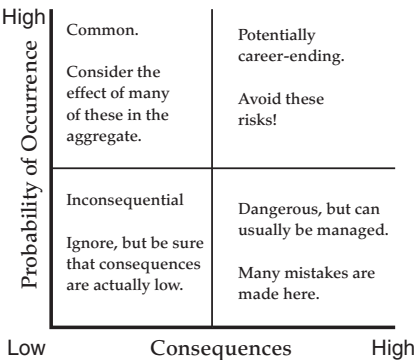 High
Probability of Occurrence
Common.
Consider the
effect of many
of these in the
aggregate.
Potentially
career-ending.
Avoid these
risks!
Inconsequential
Ignore, but be sure
that consequences
are actually low.
Dangerous, but can
usually be managed.
Many mistakes are
made here.
Low
Consequences
High